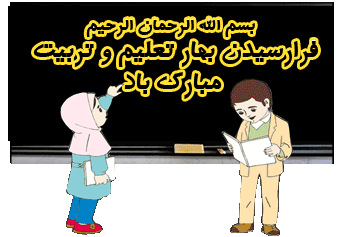 بسم الله الرحمان الرحیم
فرارسیدن بهار تعلیم و تربیت
مبارک باد